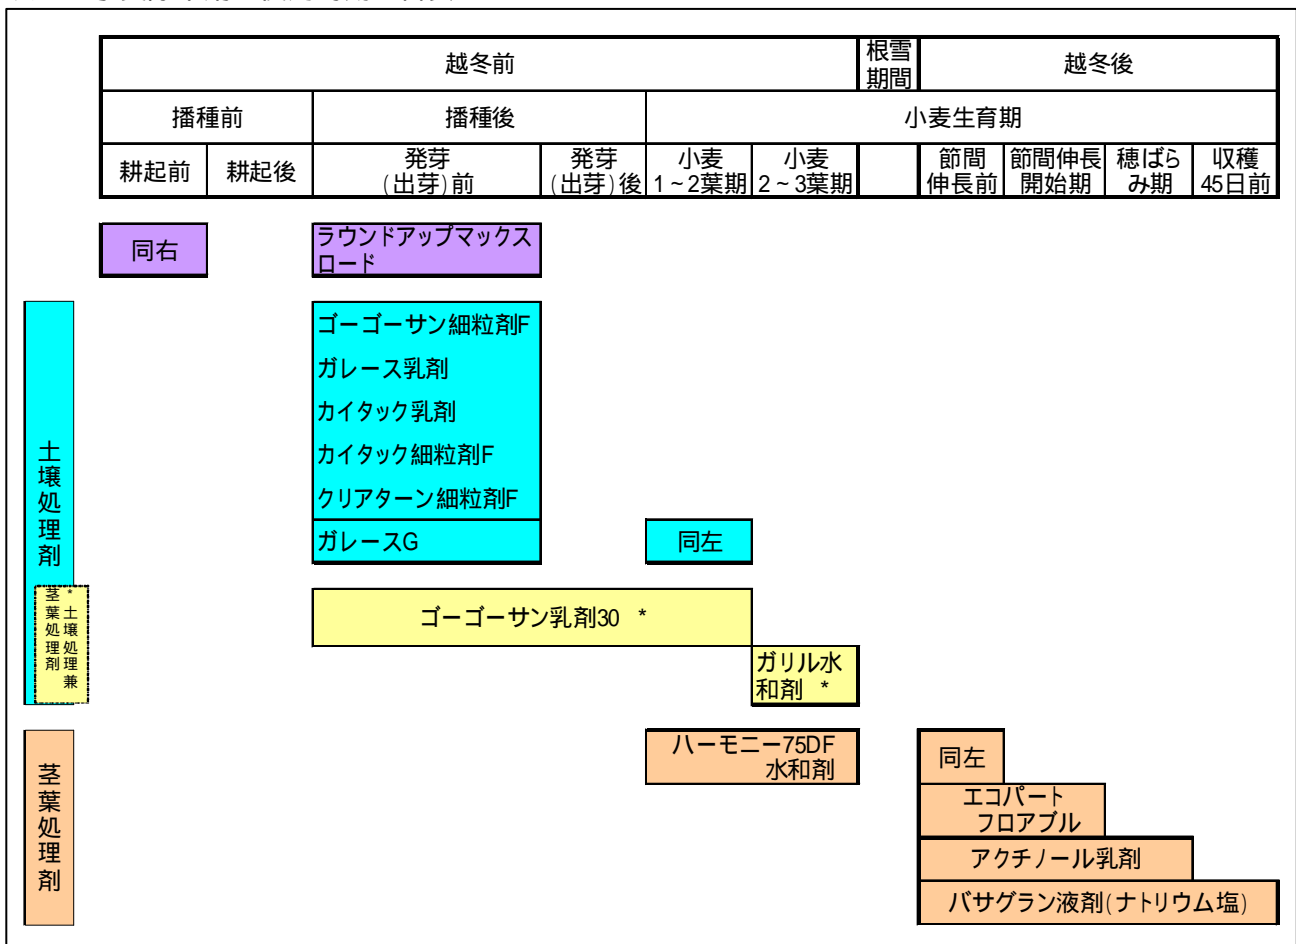 越冬前
根雪
期間
越冬後
播種前
播種後
小麦生育期
耕起前
耕起後
発芽
(出芽)前
発芽
(出芽)後
小麦
1~2葉期
小麦
2~3葉期
節間
伸長前
節間伸長
開始期
穂ばら
み期
収穫
45日前
同右
ラウンドアップマックス
ロード
土壌処理剤
ゴーゴーサン細粒剤F
ガレース乳剤
カイタック乳剤
カイタック細粒剤F
クリアターン細粒剤F
ガレースG
同左
*土壌処理兼
茎葉処理剤
ゴーゴーサン乳剤30 *
ガリル水
和剤 *
茎葉処理剤
ハーモニー75DF
水和剤
同左
エコパート
フロアブル
アクチノール乳剤
バサグラン液剤(ナトリウム塩)